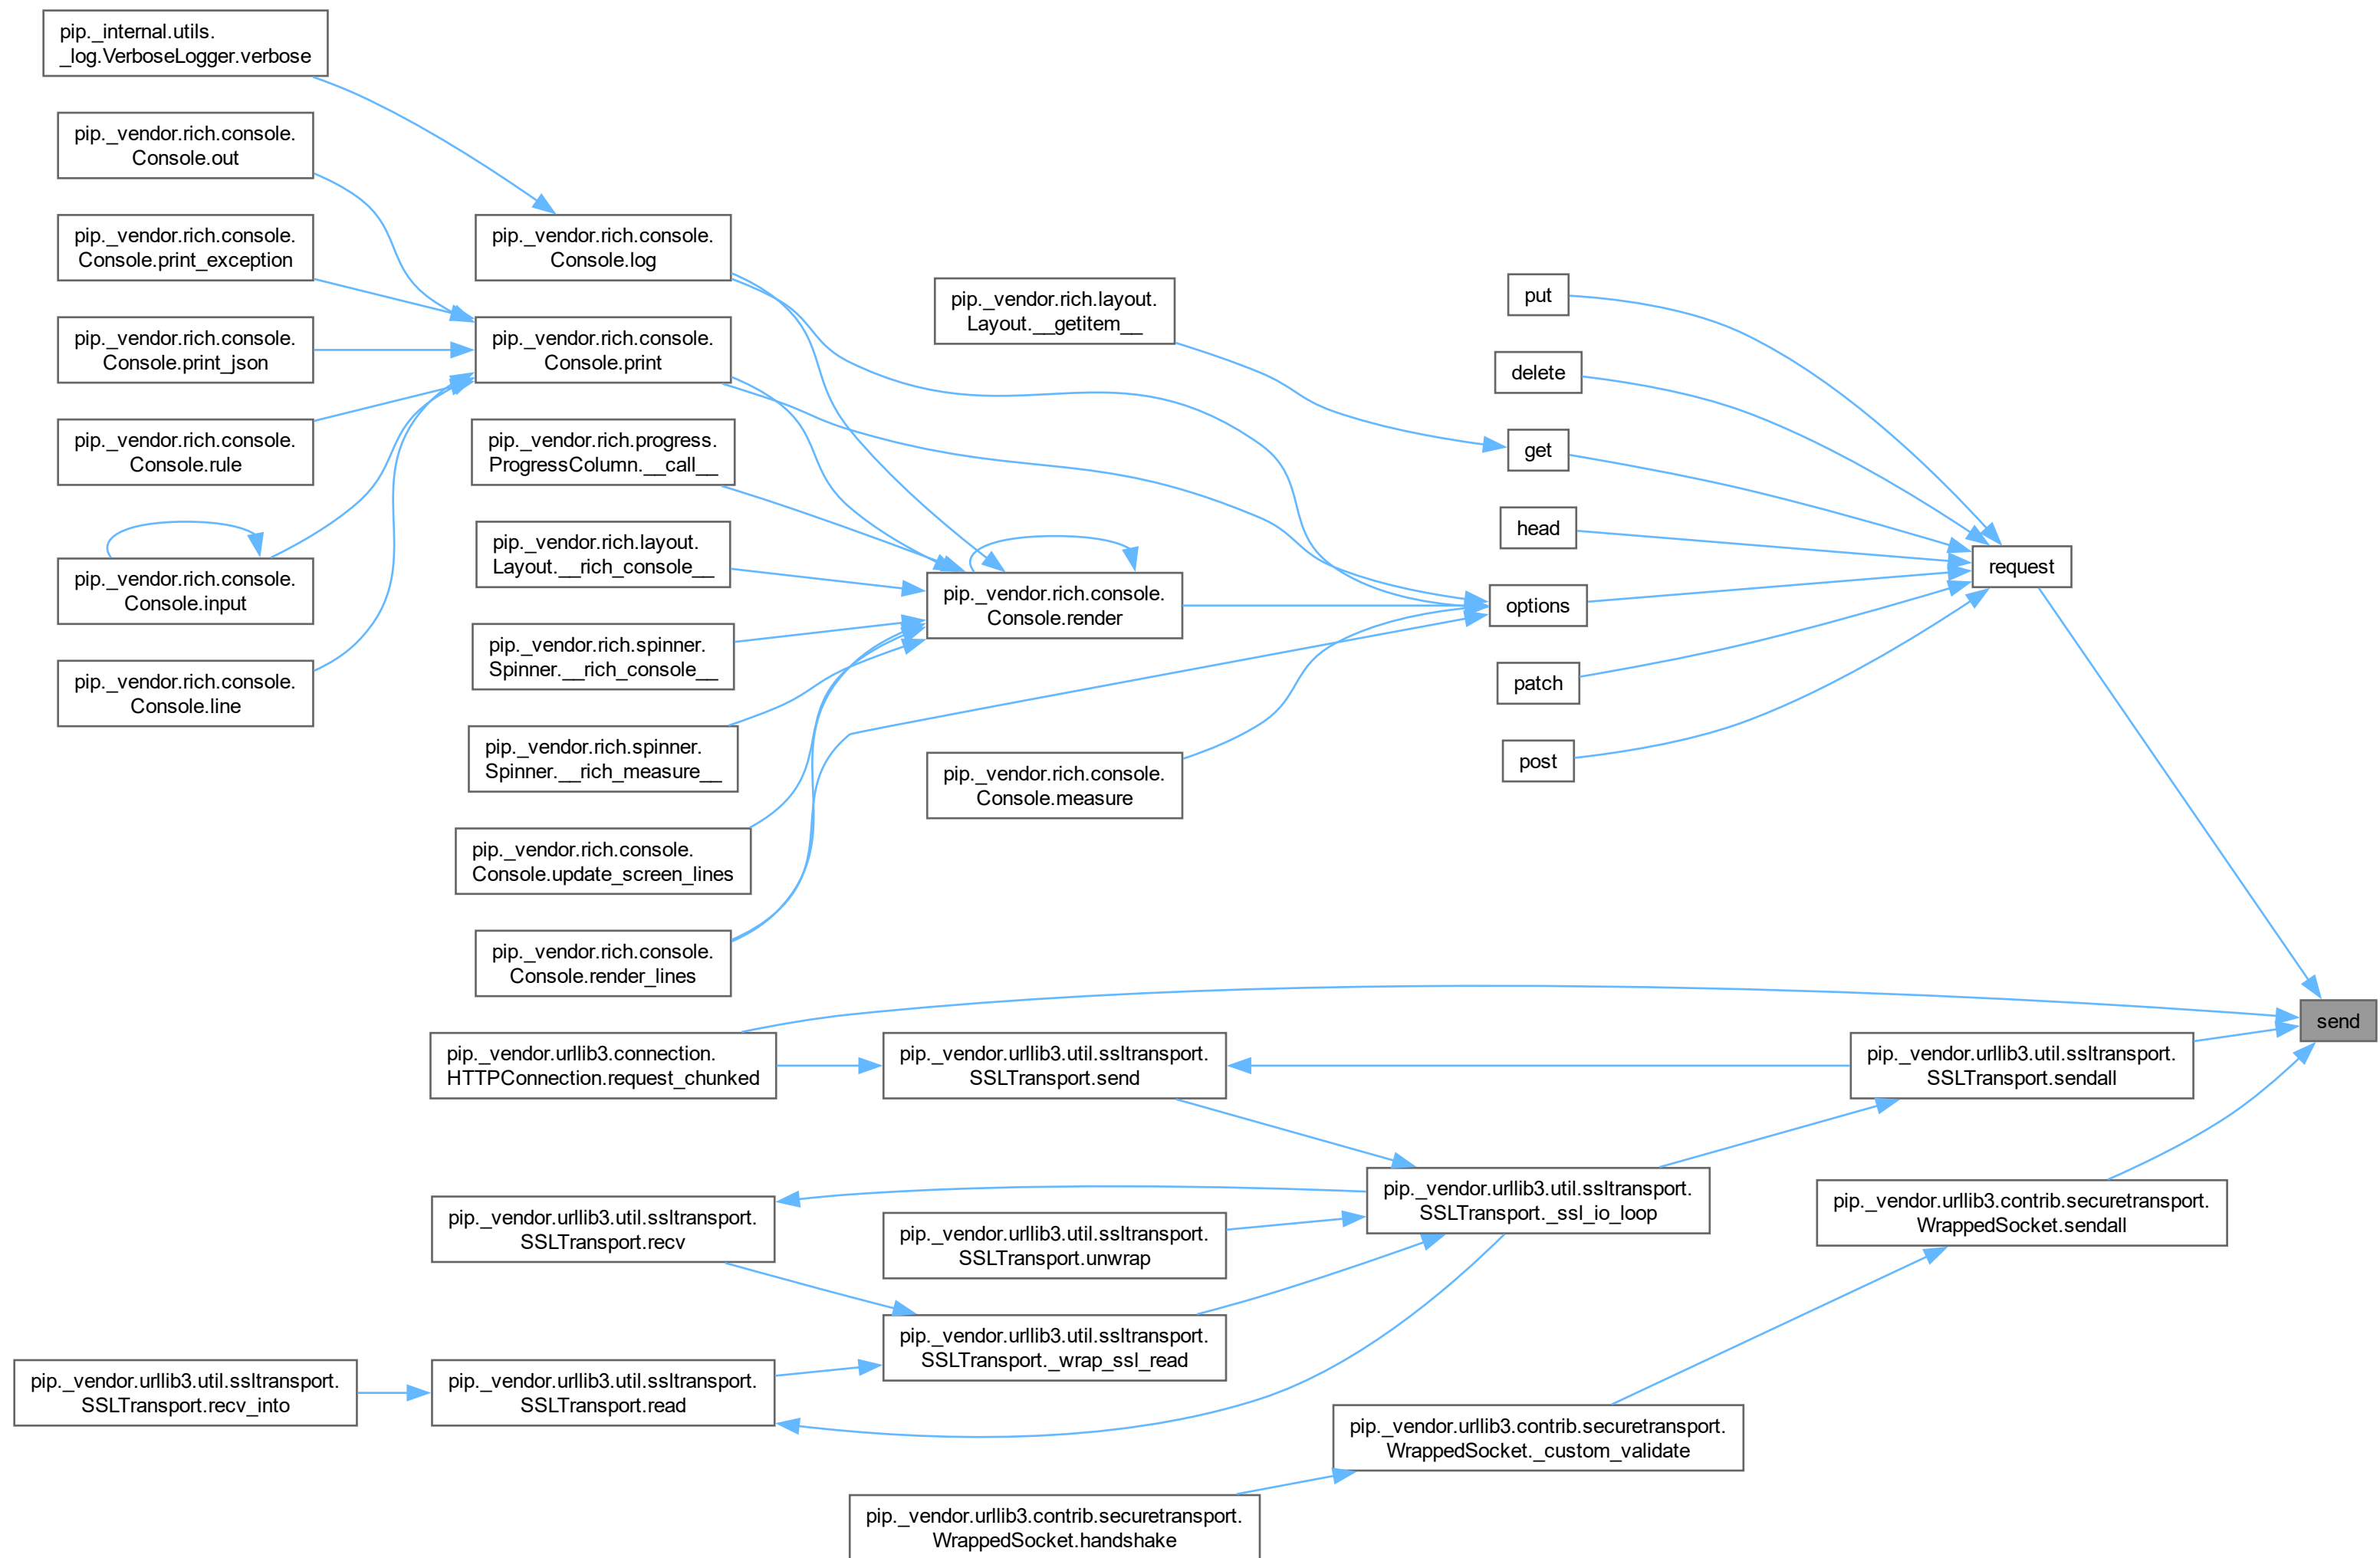 pip._internal.utils.
_log.VerboseLogger.verbose
pip._vendor.rich.console.
Console.out
pip._vendor.rich.console.
Console.print_exception
pip._vendor.rich.console.
Console.print_json
pip._vendor.rich.console.
Console.rule
pip._vendor.rich.console.
Console.input
pip._vendor.rich.console.
Console.line
pip._vendor.rich.console.
Console.log
pip._vendor.rich.console.
Console.print
pip._vendor.rich.progress.
ProgressColumn.__call__
pip._vendor.rich.layout.
Layout.__rich_console__
pip._vendor.rich.spinner.
Spinner.__rich_console__
pip._vendor.rich.spinner.
Spinner.__rich_measure__
pip._vendor.rich.console.
Console.update_screen_lines
pip._vendor.rich.console.
Console.render_lines
pip._vendor.rich.layout.
Layout.__getitem__
pip._vendor.rich.console.
Console.render
pip._vendor.rich.console.
Console.measure
put
delete
get
head
options
patch
post
request
send
pip._vendor.urllib3.connection.
HTTPConnection.request_chunked
pip._vendor.urllib3.util.ssltransport.
SSLTransport.send
pip._vendor.urllib3.util.ssltransport.
SSLTransport.sendall
pip._vendor.urllib3.util.ssltransport.
SSLTransport._ssl_io_loop
pip._vendor.urllib3.contrib.securetransport.
WrappedSocket.sendall
pip._vendor.urllib3.util.ssltransport.
SSLTransport.recv
pip._vendor.urllib3.util.ssltransport.
SSLTransport.unwrap
pip._vendor.urllib3.util.ssltransport.
SSLTransport._wrap_ssl_read
pip._vendor.urllib3.util.ssltransport.
SSLTransport.recv_into
pip._vendor.urllib3.util.ssltransport.
SSLTransport.read
pip._vendor.urllib3.contrib.securetransport.
WrappedSocket._custom_validate
pip._vendor.urllib3.contrib.securetransport.
WrappedSocket.handshake